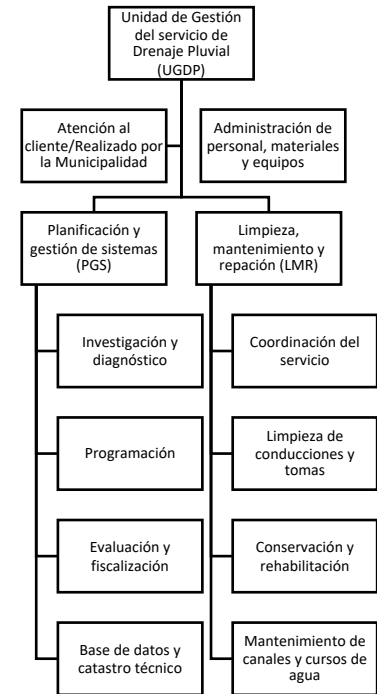 Unidad de Gestión
del servicio de
Drenaje Pluvial
(UGDP)
Atención al
cliente/Realizado por
la Municipalidad
Administración de
personal, materiales
y equipos
Planificación y
gestión de sistemas
(PGS)
Limpieza,
mantenimiento y
repación (LMR)
Investigación y
diagnóstico
Coordinación del
servicio
Programación
Limpieza de
conducciones y
tomas
Evaluación y
fiscalización
Conservación y
rehabilitación
Base de datos y
catastro técnico
Mantenimiento de
canales y cursos de
agua